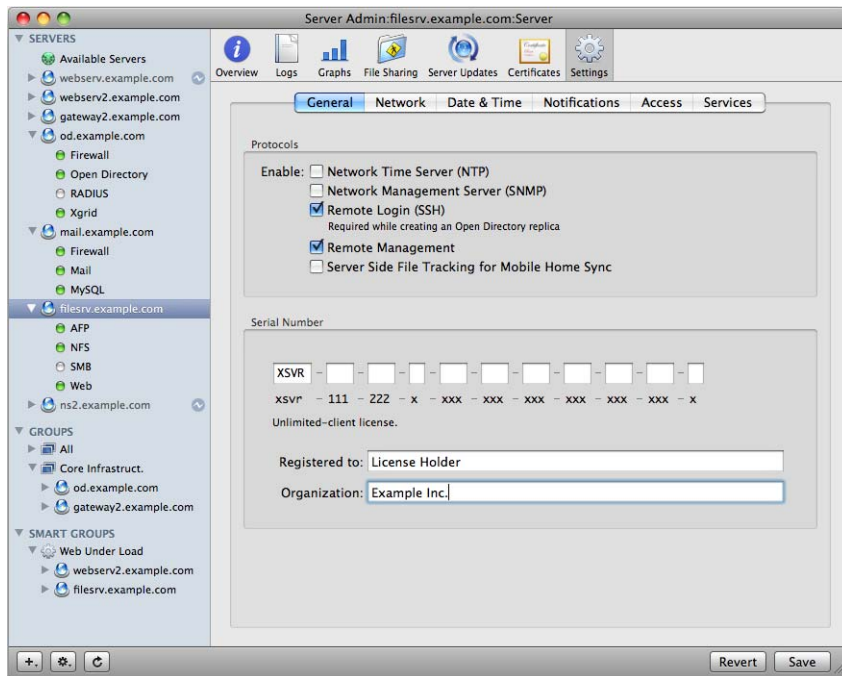 Server Admin:filesrv.example.com:Server
SERVERS
Available Servers
webserv.example.com
webserv2.example.com
gateway2.example.com
od.example.com
Firewall
Open Directory
RADIUS
Xgrid
mail.example.com
Firewall
Mail
MySQL
filesrv.example.com
AFP
NFS
SMB
Web
ns2.example.com
GROUPS
All
Core Infrastruct.
od.example.com
gateway2.example.com
SMART GROUPS
Web Under Load
webserv2.example.com
filesrv.example.com
Overview Logs Graphs File Sharing Server Updates Certificates Settings
General Network Date & Time Notifications Access Services
Protocols
Enable: Network Time Server (NTP)
Network Management Server (SNMP)
Remote Login (SSH)
Required while creating an Open Directory replica
Remote Management
Server Side File Tracking for Mobile Home Sync
Serial Number
XSVR - - - - - - - - -
xsvr - 111 - 222 - x - xxx - xxx - xxx - xxx - xxx - x
Unlimited-client license.
Registered to: License Holder
Organization: Example Inc.
Revert Save